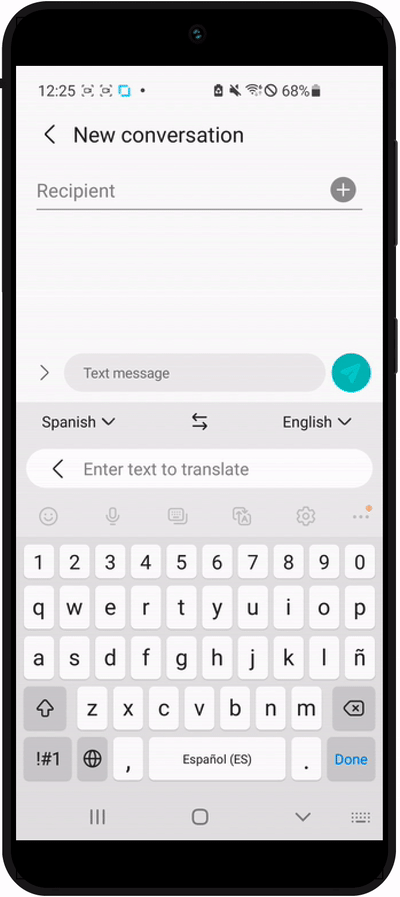 12:25 68%
New conversation
Recipient
Text message
Spanish English
Enter text to translate
1 2 3 4 5 6 7 8 9 0
q w e r t y u i o p
a s d f g h j k l ñ
z x c v b n m
!#1 , Español (ES) . Done